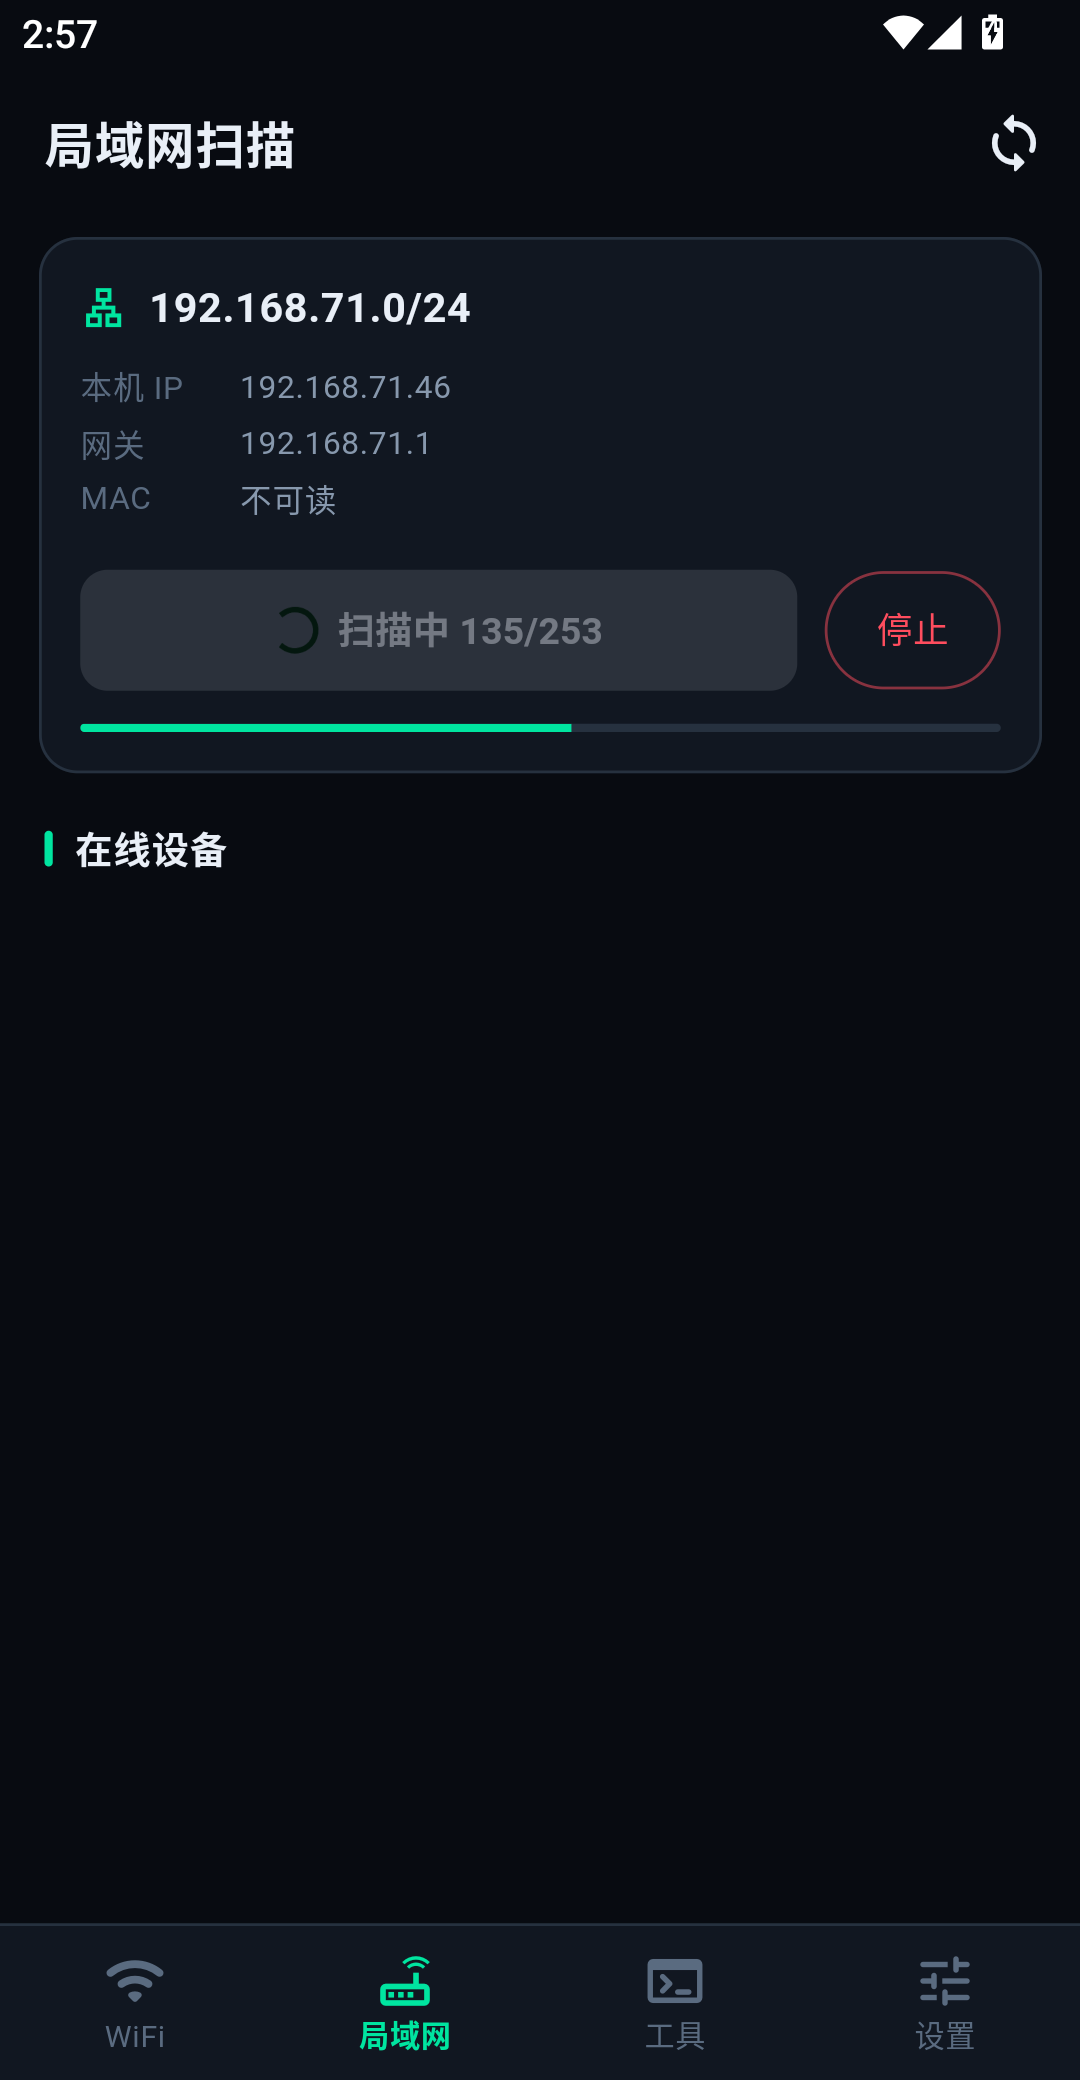 2:57
局域网扫描
192.168.71.0/24
本机 IP 192.168.71.46
网关 192.168.71.1
MAC 不可读
扫描中 135/253
停止
在线设备
WiFi 局域网 工具 设置